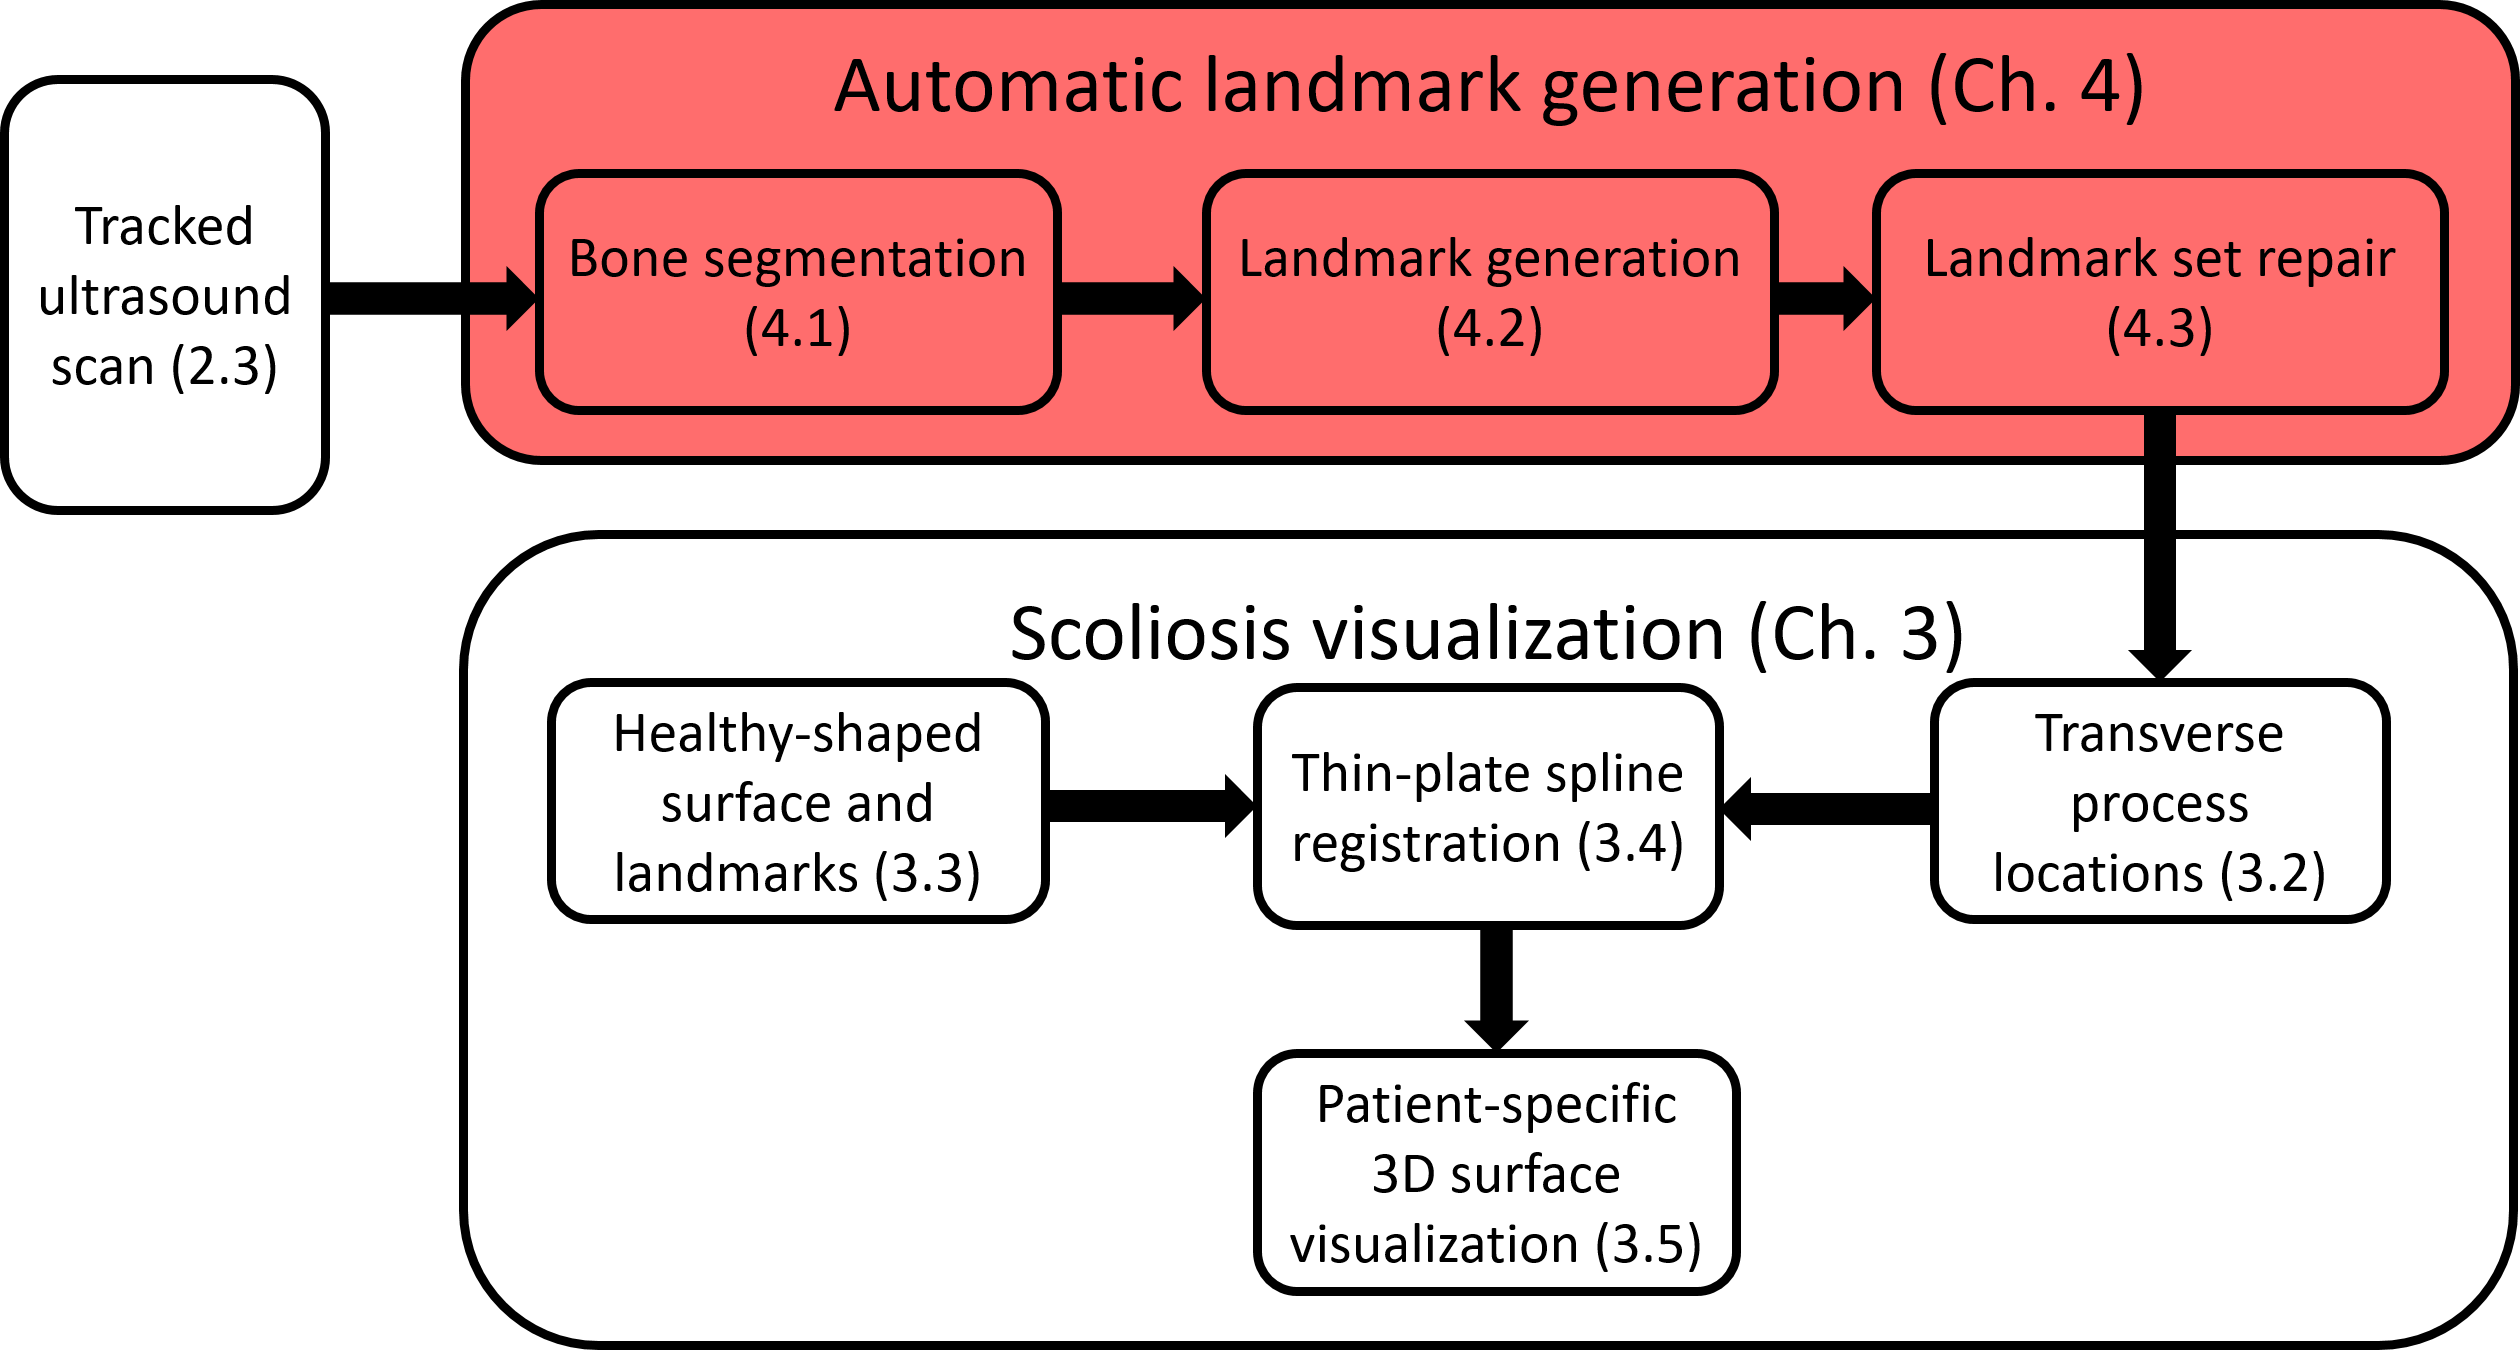 Automatic landmark generation (Ch. 4)
Tracked
ultrasound
scan (2.3)
Bone segmentation
(4.1)
Landmark generation
(4.2)
Landmark set repair
(4.3)
Scoliosis visualization (Ch. 3)
Healthy-shaped
surface and
landmarks (3.3)
Thin-plate spline
registration (3.4)
Transverse
process
locations (3.2)
Patient-specific
3D surface
visualization (3.5)